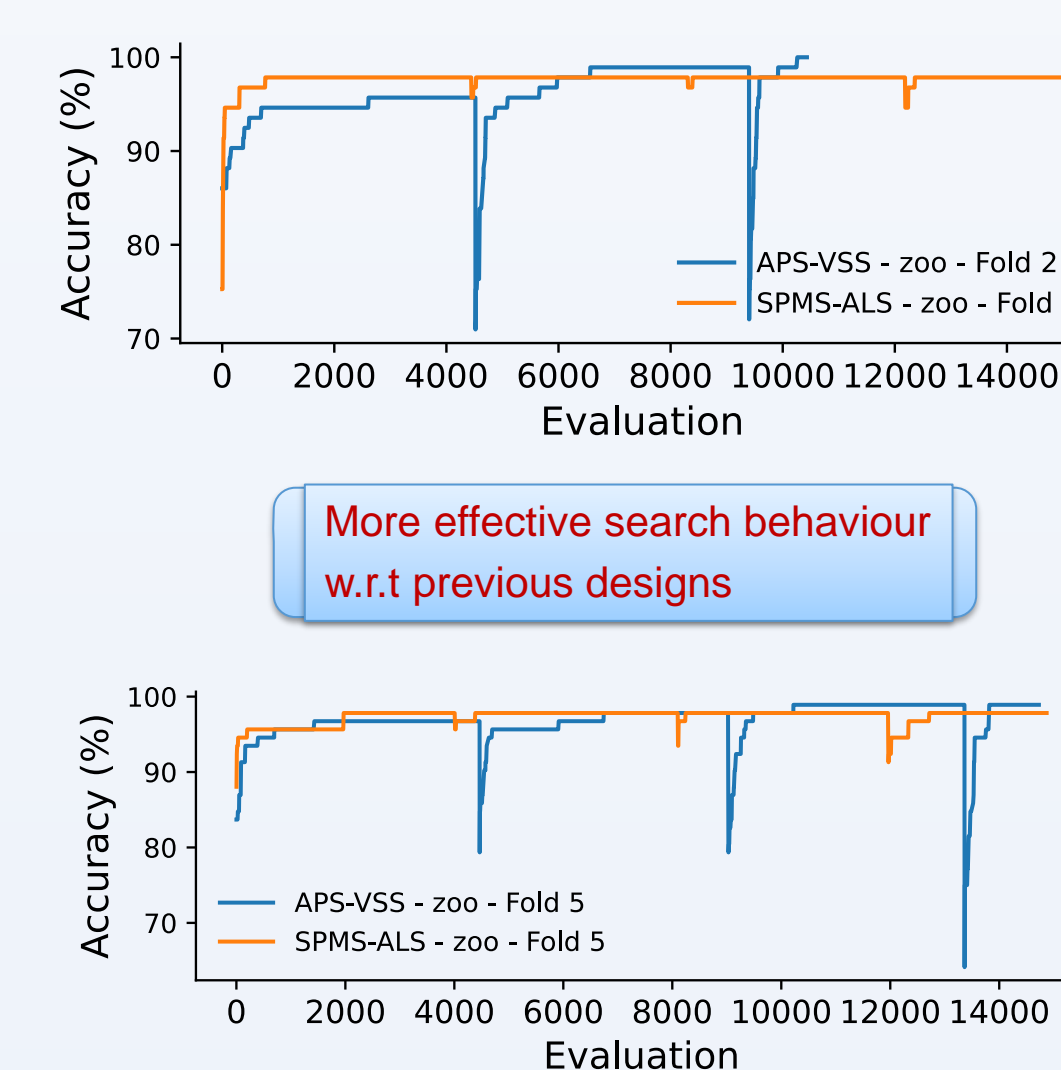 100
90
80
70
Accuracy (%)
APS-VSS - zoo - Fold 2
SPMS-ALS - zoo - Fold
0 2000 4000 6000 8000 10000 12000 14000
Evaluation
More effective search behaviour
w.r.t previous designs
100
90
80
70
Accuracy (%)
APS-VSS - zoo - Fold 5
SPMS-ALS - zoo - Fold 5
0 2000 4000 6000 8000 10000 12000 14000
Evaluation